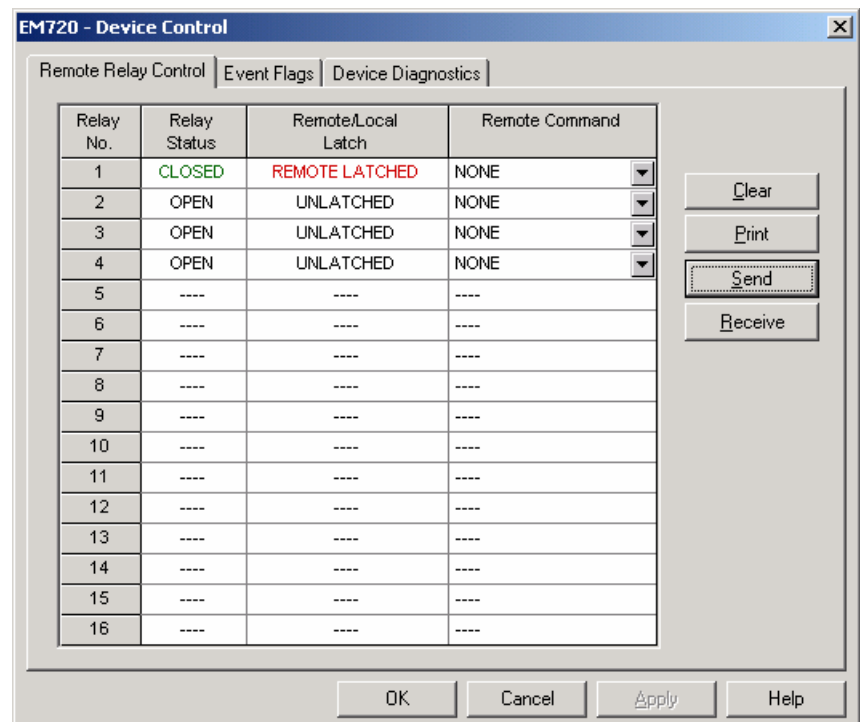 EM720 - Device Control
Remote Relay Control Event Flags Device Diagnostics
Relay No. Relay Status Remote/Local Latch Remote Command
1 CLOSED REMOTE LATCHED NONE
2 OPEN UNLATCHED NONE
3 OPEN UNLATCHED NONE
4 OPEN UNLATCHED NONE
5 ---- ---- ----
6 ---- ---- ----
7 ---- ---- ----
8 ---- ---- ----
9 ---- ---- ----
10 ---- ---- ----
11 ---- ---- ----
12 ---- ---- ----
13 ---- ---- ----
14 ---- ---- ----
15 ---- ---- ----
16 ---- ---- ----
Clear
Print
Send
Receive
OK Cancel Apply Help